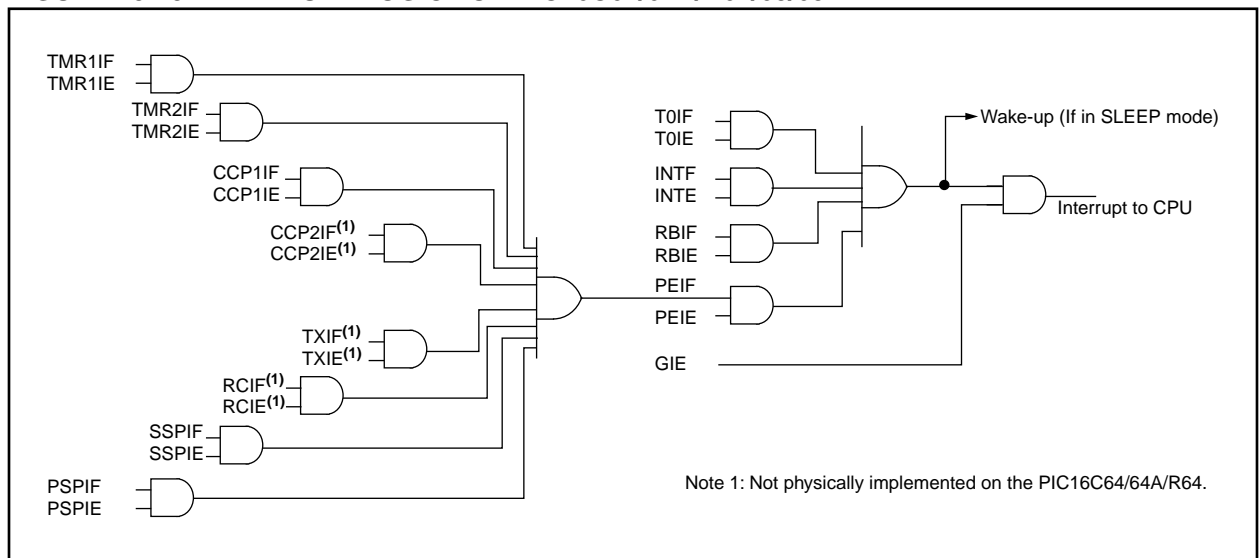 TMR1IF
TMR1IE
TMR2IF
TMR2IE
CCP1IF
CCP1IE
CCP2IF(1)
CCP2IE(1)
TXIF(1)
TXIE(1)
RCIF(1)
RCIE(1)
SSPIF
SSPIE
PSPIF
PSPIE
T0IF
T0IE
INTF
INTE
RBIF
RBIE
PEIF
PEIE
GIE
Wake-up (If in SLEEP mode)
Interrupt to CPU
Note 1: Not physically implemented on the PIC16C64/64A/R64.